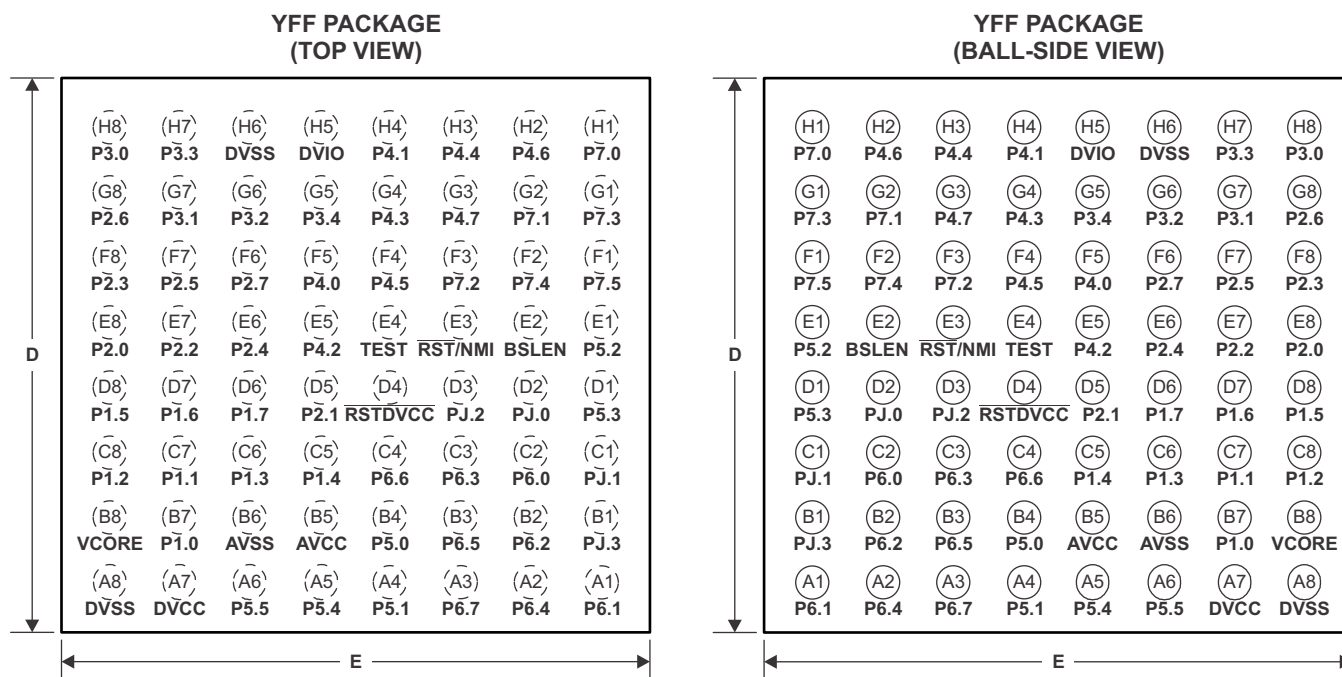 YFF PACKAGE
(TOP VIEW)
(H8) (H7) (H6) (H5) (H4) (H3) (H2) (H1)
P3.0 P3.3 DVSS DVIO P4.1 P4.4 P4.6 P7.0
(G8) (G7) (G6) (G5) (G4) (G3) (G2) (G1)
P2.6 P3.1 P3.2 P3.4 P4.3 P4.7 P7.1 P7.3
(F8) (F7) (F6) (F5) (F4) (F3) (F2) (F1)
P2.3 P2.5 P2.7 P4.0 P4.5 P7.2 P7.4 P7.5
(E8) (E7) (E6) (E5) (E4) (E3) (E2) (E1)
P2.0 P2.2 P2.4 P4.2 TEST RST/NMI BSLEN P5.2
D
(D8) (D7) (D6) (D5) (D4) (D3) (D2) (D1)
P1.5 P1.6 P1.7 P2.1 RSTDVCC PJ.2 PJ.0 P5.3
(C8) (C7) (C6) (C5) (C4) (C3) (C2) (C1)
P1.2 P1.1 P1.3 P1.4 P6.6 P6.3 P6.0 PJ.1
(B8) (B7) (B6) (B5) (B4) (B3) (B2) (B1)
VCORE P1.0 AVSS AVCC P5.0 P6.5 P6.2 PJ.3
(A8) (A7) (A6) (A5) (A4) (A3) (A2) (A1)
DVSS DVCC P5.5 P5.4 P5.1 P6.7 P6.4 P6.1
E
YFF PACKAGE
(BALL-SIDE VIEW)
H1 H2 H3 H4 H5 H6 H7 H8
P7.0 P4.6 P4.4 P4.1 DVIO DVSS P3.3 P3.0
G1 G2 G3 G4 G5 G6 G7 G8
P7.3 P7.1 P4.7 P4.3 P3.4 P3.2 P3.1 P2.6
F1 F2 F3 F4 F5 F6 F7 F8
P7.5 P7.4 P7.2 P4.5 P4.0 P2.7 P2.5 P2.3
E1 E2 E3 E4 E5 E6 E7 E8
P5.2 BSLEN RST/NMI TEST P4.2 P2.4 P2.2 P2.0
D
D1 D2 D3 D4 D5 D6 D7 D8
P5.3 PJ.0 PJ.2 RSTDVCC P2.1 P1.7 P1.6 P1.5
C1 C2 C3 C4 C5 C6 C7 C8
PJ.1 P6.0 P6.3 P6.6 P1.4 P1.3 P1.1 P1.2
B1 B2 B3 B4 B5 B6 B7 B8
PJ.3 P6.2 P6.5 P5.0 AVCC AVSS P1.0 VCORE
A1 A2 A3 A4 A5 A6 A7 A8
P6.1 P6.4 P6.7 P5.1 P5.4 P5.5 DVCC DVSS
E